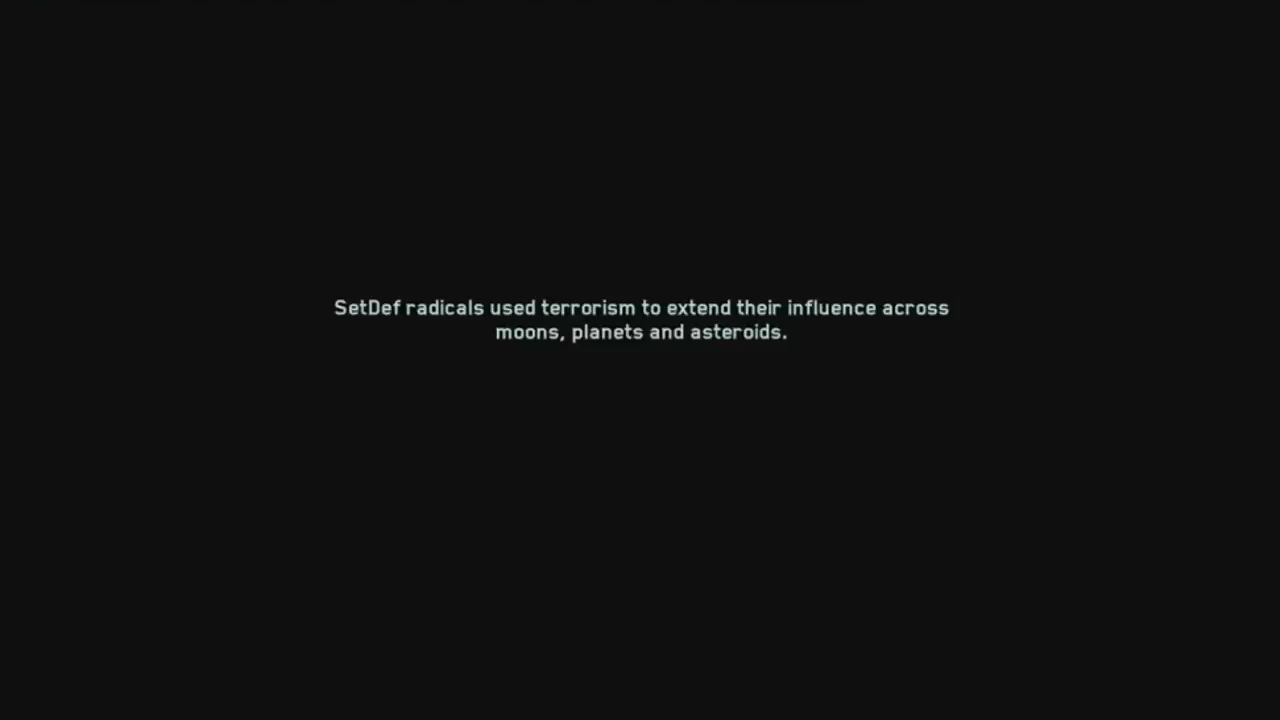 SetDef radicals used terrorism to extend their influence across
moons, planets and asteroids.